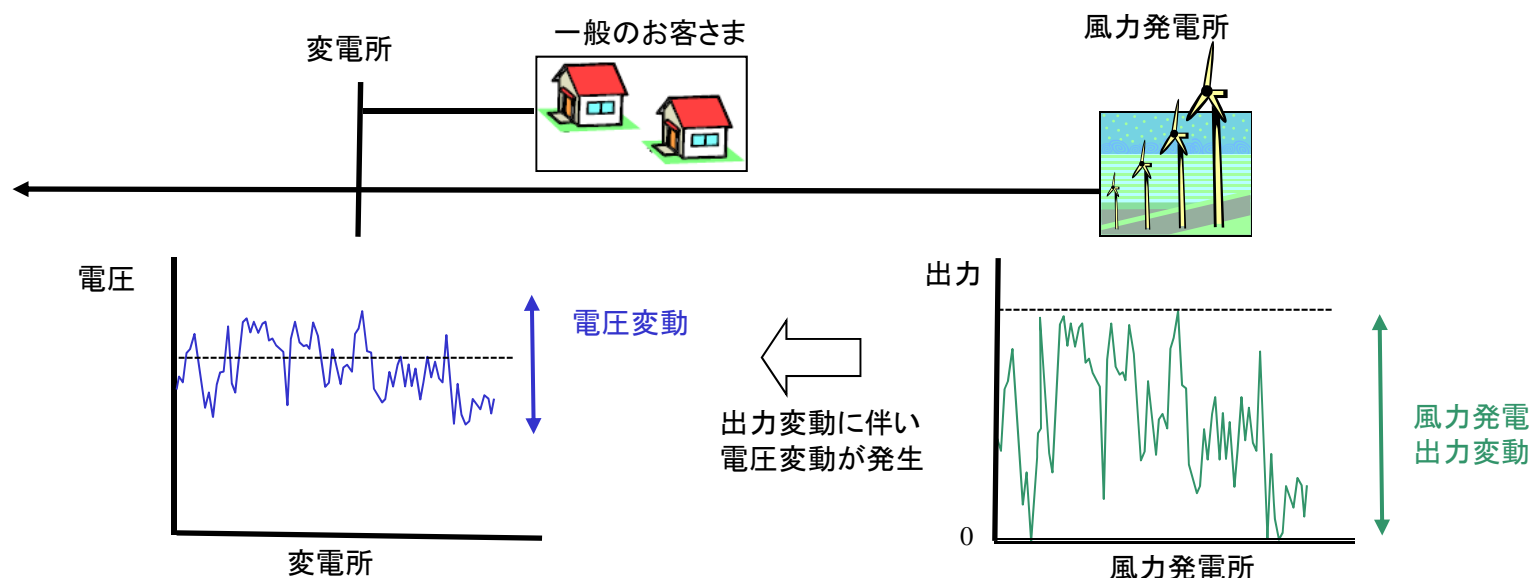 変電所
一般のお客さま
風力発電所
電圧
電圧変動
変電所
出力変動に伴い
電圧変動が発生
出力
0
風力発電
出力変動
風力発電所